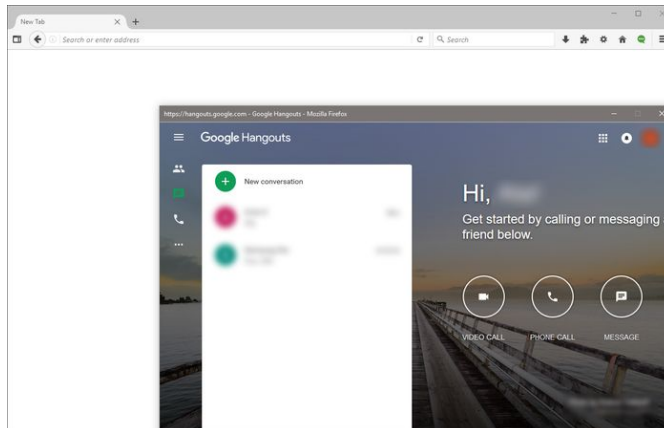 New Tab
Search or enter address
Search
https://hangouts.google.com - Google Hangouts - Mozilla Firefox
Google Hangouts
New conversation
Hi,
Get started by calling or messaging
friend below.
VIDEO CALL
PHONE CALL
MESSAGE